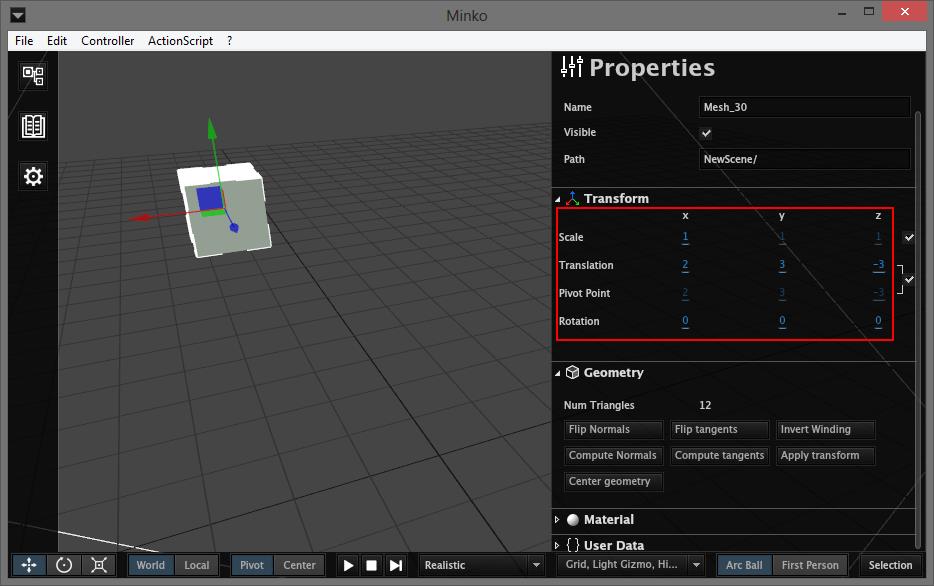 Minko
File Edit Controller ActionScript ?
Properties
Name Mesh_30
Visible
Path NewScene/
Transform
x y z
Scale 1 1 1
Translation 2 3 -3
Pivot Point 2 3 -3
Rotation 0 0 0
Geometry
Num Triangles 12
Flip Normals Flip tangents Invert Winding
Compute Normals Compute tangents Apply transform
Center geometry
Material
{} User Data
World Local Pivot Center Realistic Grid, Light Gizmo, Hi... Arc Ball First Person Selection